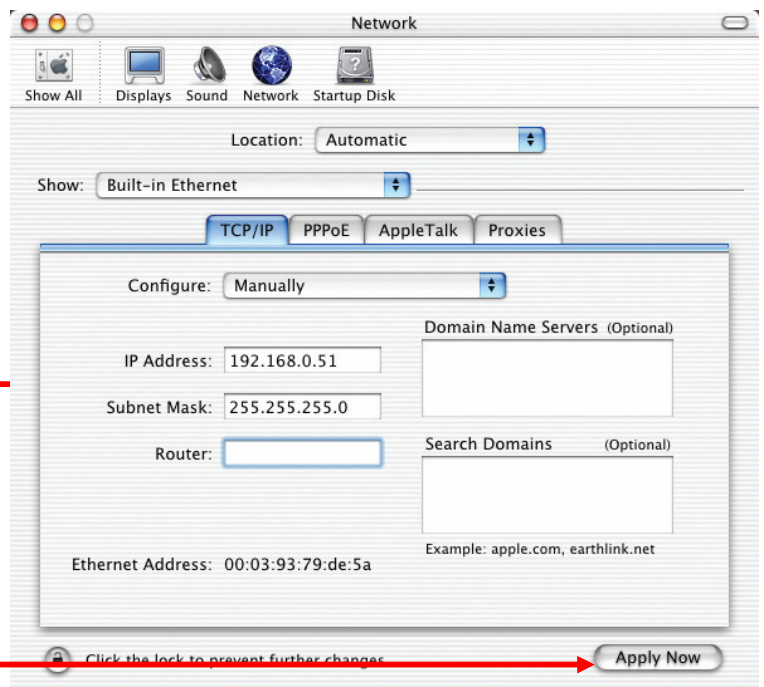 Network
Show All Displays Sound Network Startup Disk
Location: Automatic
Show: Built-in Ethernet
TCP/IP PPPoE AppleTalk Proxies
Configure: Manually
Domain Name Servers (Optional)
IP Address: 192.168.0.51
Subnet Mask: 255.255.255.0
Router:
Search Domains (Optional)
Example: apple.com, earthlink.net
Ethernet Address: 00:03:93:79:de:5a
Click the lock to prevent further changes.
Apply Now